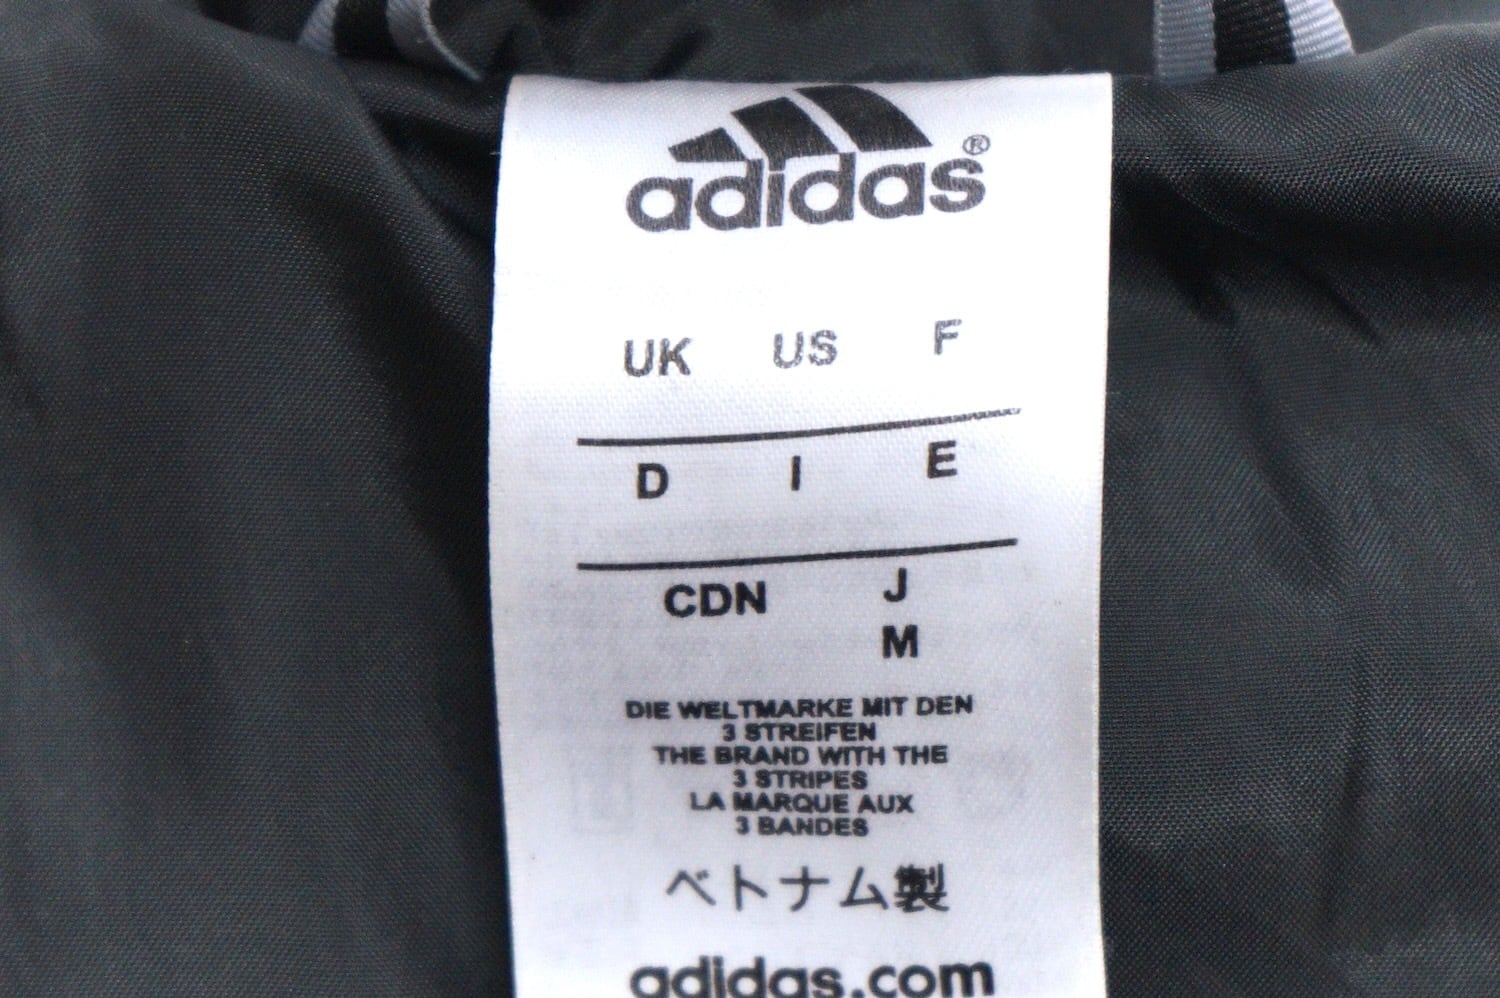 adidas®
UK US F
D I E
CDN J
M
DIE WELTMARKE MIT DEN
3 STREIFEN
THE BRAND WITH THE
3 STRIPES
LA MARQUE AUX
3 BANDES
ベトナム製
adidas.com